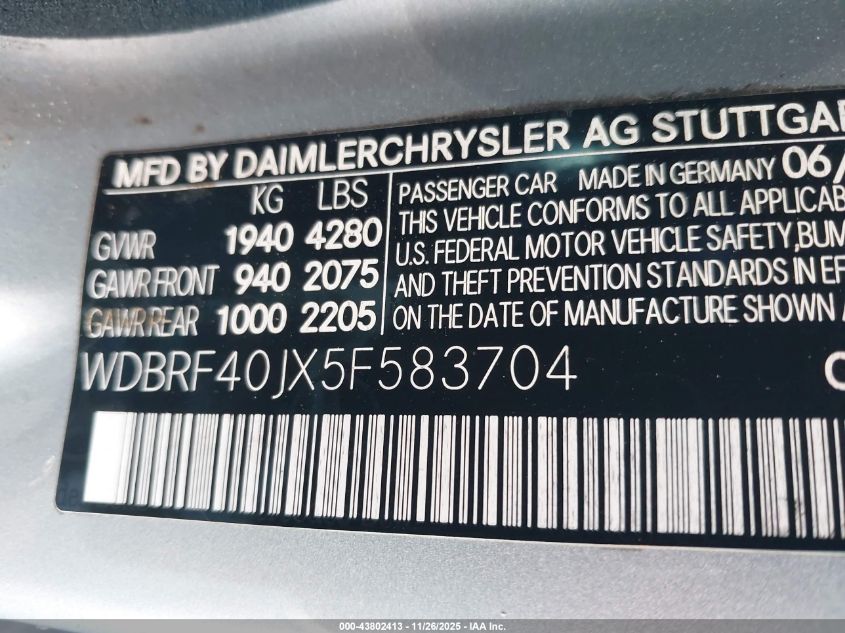 MFD BY DAIMLERCHRYSLER AG STUTTGAR
KG LBS
GVWR 1940 4280
GAWR FRONT 940 2075
GAWR REAR 1000 2205
PASSENGER CAR MADE IN GERMANY 06/
THIS VEHICLE CONFORMS TO ALL APPLICAB
U.S. FEDERAL MOTOR VEHICLE SAFETY, BUM
AND THEFT PREVENTION STANDARDS IN EF
ON THE DATE OF MANUFACTURE SHOWN
WDBRF40JX5F583704
000-43802413 - 11/26/2025 - IAA Inc.